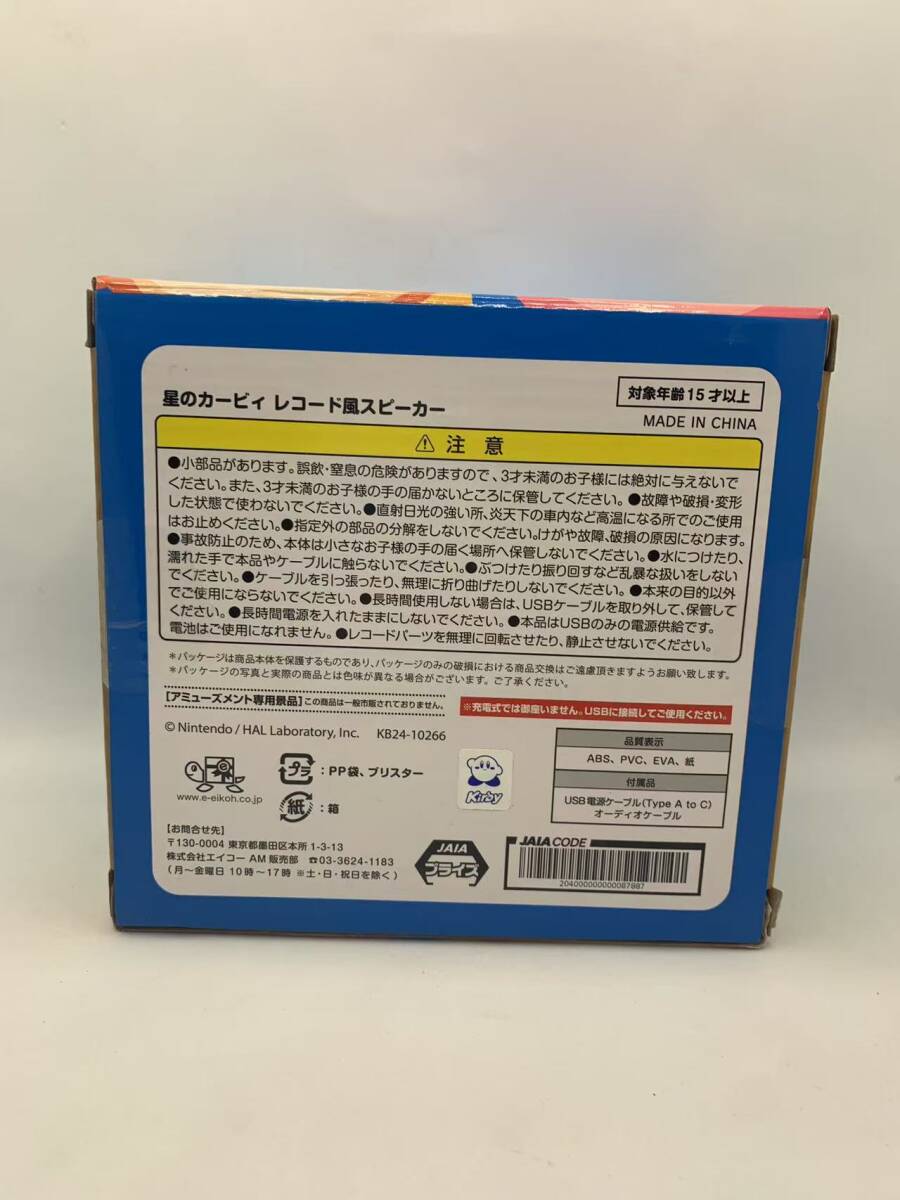 星のカービィ レコード風スピーカー
対象年齢15才以上
MADE IN CHINA
⚠ 注 意
●小部品があります。誤飲・窒息の危険がありますので、3才未満のお子様には絶対に与えないで
ください。また、3才未満のお子様の手の届かないところに保管してください。●故障や破損・変形
した状態で使わないでください。●直射日光の強い所、炎天下の車内など高温になる所でのご使用
はお止めください。●指定外の部品の分解をしないでください。けがや故障、破損の原因になります。
●事故防止のため、本体は小さなお子様の手の届く場所へ保管しないでください。●水につけたり、
濡れた手で本品やケーブルに触らないでください。●ぶつけたり振り回すなど乱暴な扱いをしない
でください。●ケーブルを引っ張ったり、無理に折り曲げたりしないでください。●本来の目的以外
でご使用にならないでください。●長時間使用しない場合は、USBケーブルを取り外して、保管して
ください。●長時間電源を入れたままにしないでください。●本品はUSBのみの電源供給です。
電池はご使用になれません。●レコードパーツを無理に回転させたり、静止させないでください。
＊パッケージは商品本体を保護するものであり、パッケージのみの破損における商品交換はご遠慮頂きますようお願い致します。
＊パッケージの写真と実際の商品とは色味が異なる場合がございます。ご了承ください。
【アミューズメント専用景品】この商品は一般市販されておりません。
※充電式では御座いません。USBに接続してご使用ください。
© Nintendo / HAL Laboratory, Inc. KB24-10266
www.e-eikoh.co.jp
プラ：PP袋、ブリスター
紙：箱
Kirby
品質表示
ABS、PVC、EVA、紙
付属品
USB電源ケーブル(Type A to C)
オーディオケーブル
【お問合せ先】
〒130-0004 東京都墨田区本所 1-3-13
株式会社エイコー AM販売部 ☎03-3624-1183
(月〜金曜日 10時〜17時 ※土・日・祝日を除く)
JAIA
プライズ
JAIA CODE
204000000000087887